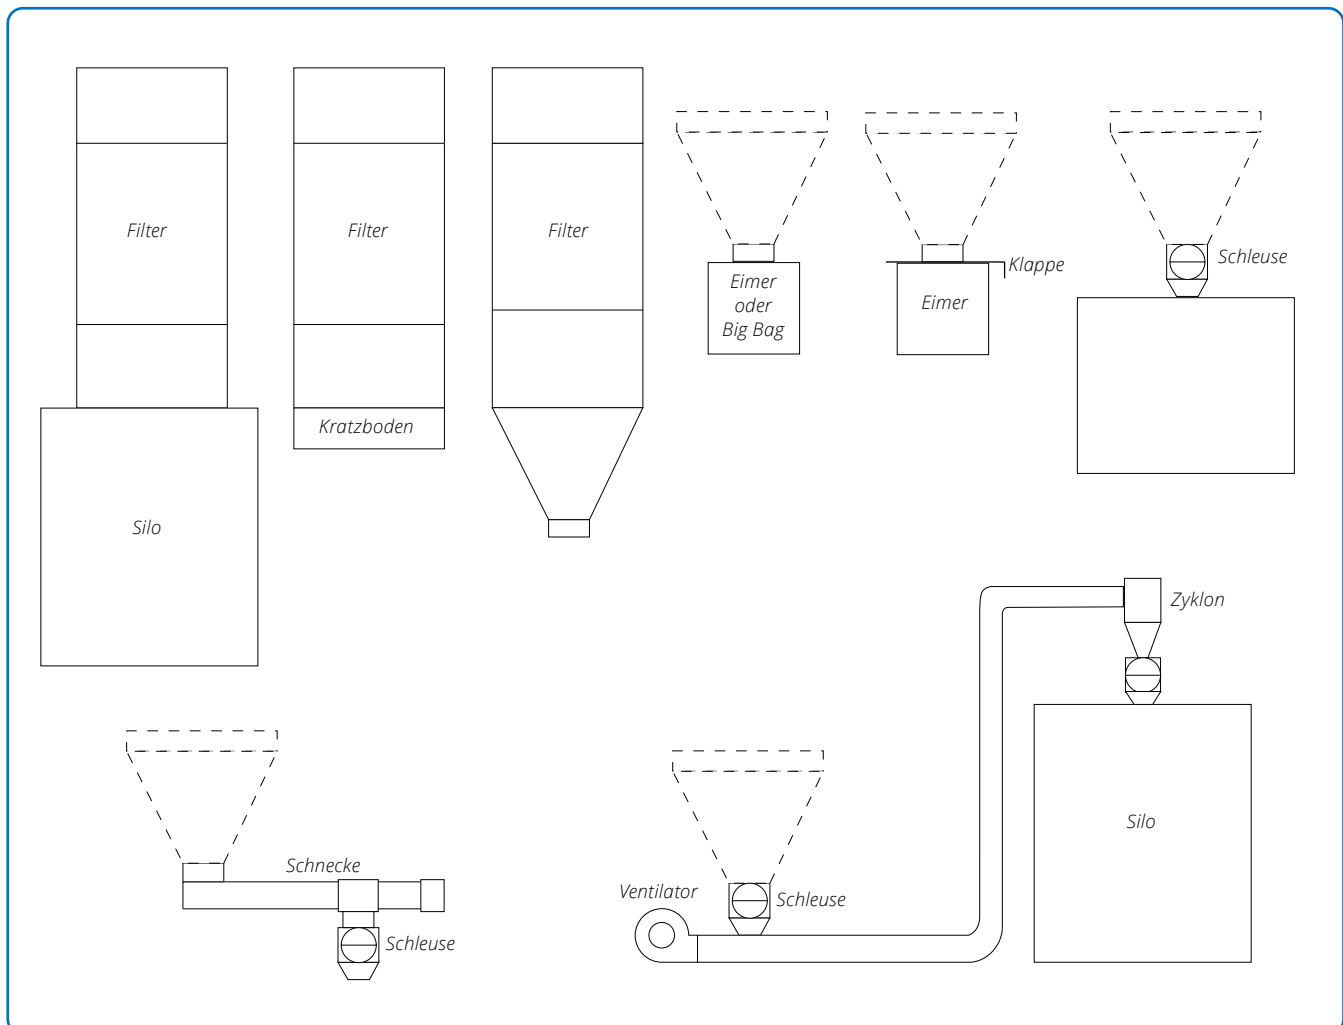 Filter
Filter
Filter
Eimer
oder
Big Bag
Eimer
Klappe
Schleuse
Kratzboden
Silo
Zyklon
Silo
Schnecke
Schleuse
Ventilator
Schleuse